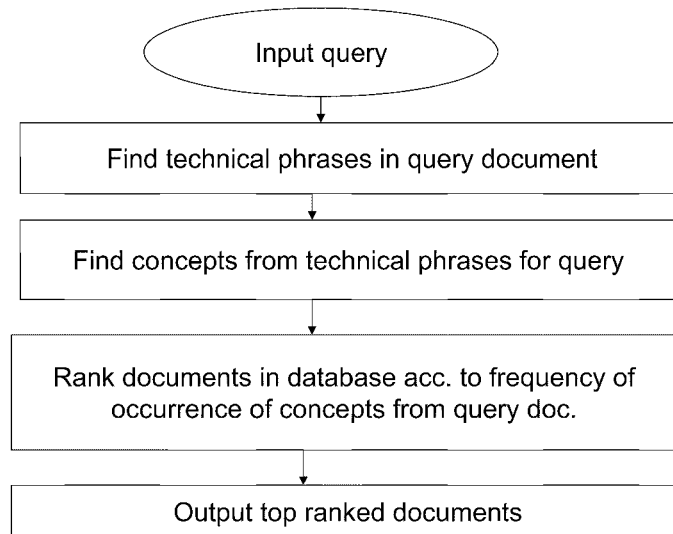 Input query
Find technical phrases in query document
Find concepts from technical phrases for query
Rank documents in database acc. to frequency of
occurrence of concepts from query doc.
Output top ranked documents